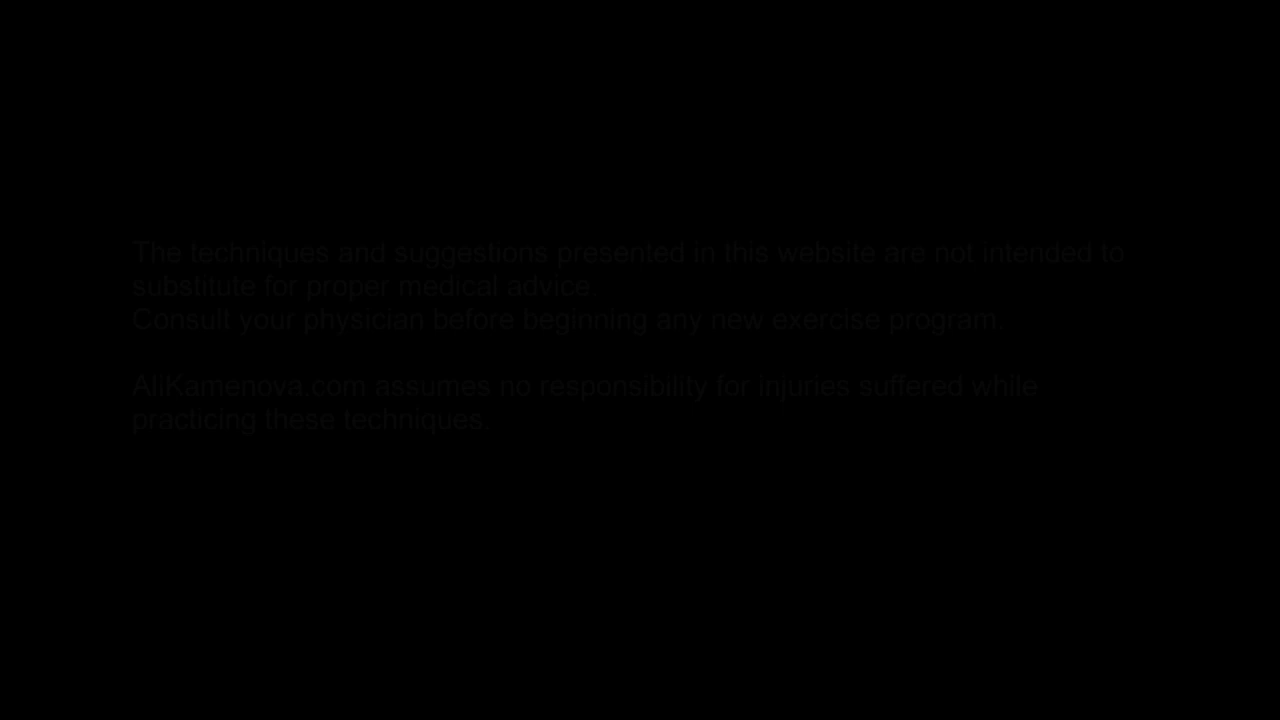 The techniques and suggestions presented in this website are not intended to
substitute for proper medical advice.
Consult your physician before beginning any new exercise program.
AliKamenova.com assumes no responsibility for injuries suffered while
practicing these techniques.